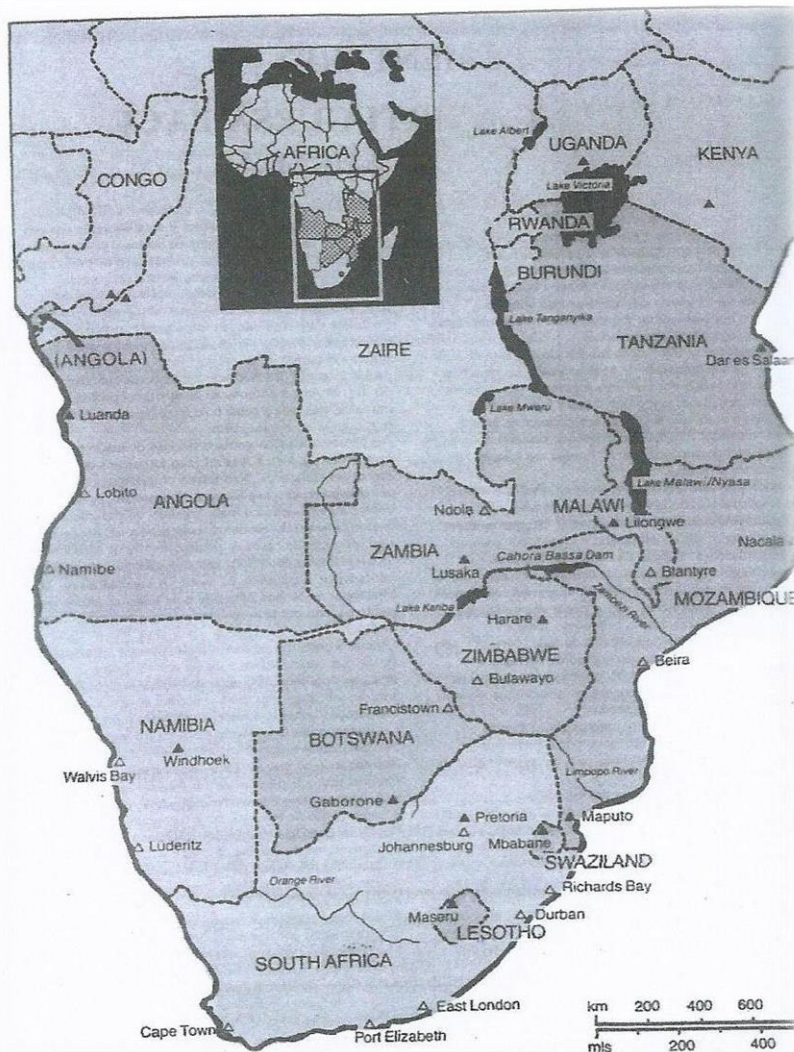 AFRICA
CONGO
Lake Albert
UGANDA
KENYA
Lake Victoria
RWANDA
BURUNDI
(ANGOLA)
ZAIRE
Lake Tanganyika
TANZANIA
Dar es Salaam
Luanda
Lake Mweru
Lobito
ANGOLA
Ndola
MALAWI
Lake Malawi/Nyasa
Lilongwe
ZAMBIA
Cahora Bassa Dam
Nacala
Namibe
Lusaka
Blantyre
Lake Kariba
Zambezi River
MOZAMBIQUE
Harare
ZIMBABWE
Beira
Bulawayo
Francistown
NAMIBIA
BOTSWANA
Windhoek
Walvis Bay
Limpopo River
Gaborone
Pretoria
Maputo
Johannesburg
Mbabane
Lüderitz
SWAZILAND
Orange River
Richards Bay
Maseru
Durban
LESOTHO
SOUTH AFRICA
East London
Cape Town
Port Elizabeth
km 200 400 600
mls 200 400